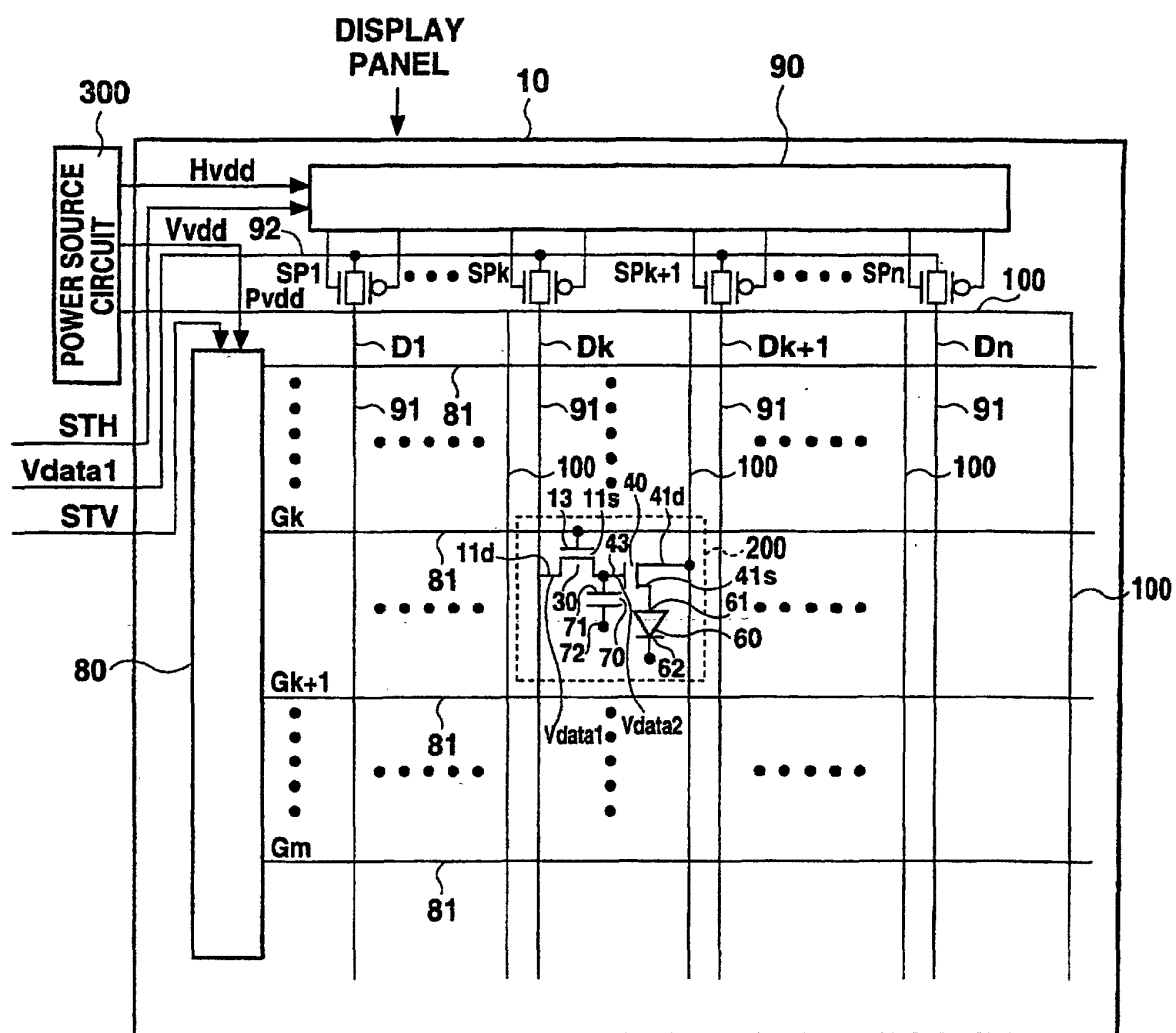 DISPLAY
PANEL
300
10
90
POWER SOURCE
CIRCUIT
Hvdd
Vvdd
92
SP1
SPk
SPk+1
SPn
Pvdd
100
D1
Dk
Dk+1
Dn
81
91
91
91
91
STH
Vdata1
STV
100
100
100
Gk
13
11s
40
41d
11d
81
43
200
30
41s
71
61
72
70
60
62
100
80
Gk+1
81
Vdata1
Vdata2
Gm
81